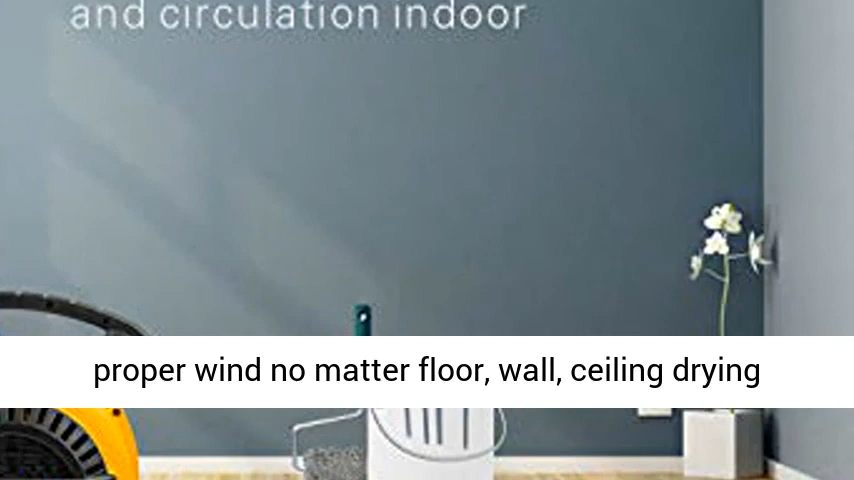 and circulation indoor
proper wind no matter floor, wall, ceiling drying